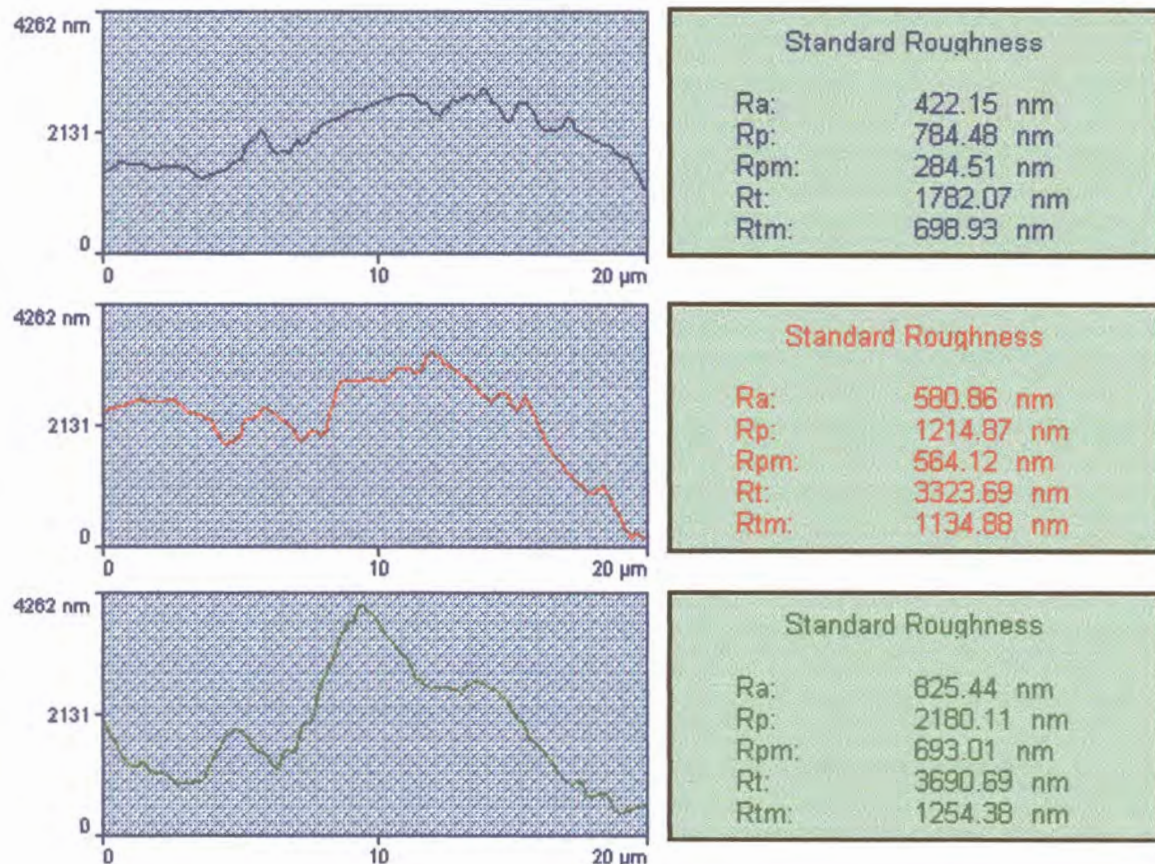 4262 nm
2131
0
0 10 20 µm
Standard Roughness
Ra: 422.15 nm
Rp: 784.48 nm
Rpm: 284.51 nm
Rt: 1782.07 nm
Rtm: 698.93 nm
4262 nm
2131
0
0 10 20 µm
Standard Roughness
Ra: 580.86 nm
Rp: 1214.87 nm
Rpm: 564.12 nm
Rt: 3323.69 nm
Rtm: 1134.88 nm
4262 nm
2131
0
0 10 20 µm
Standard Roughness
Ra: 825.44 nm
Rp: 2180.11 nm
Rpm: 693.01 nm
Rt: 3690.69 nm
Rtm: 1254.38 nm